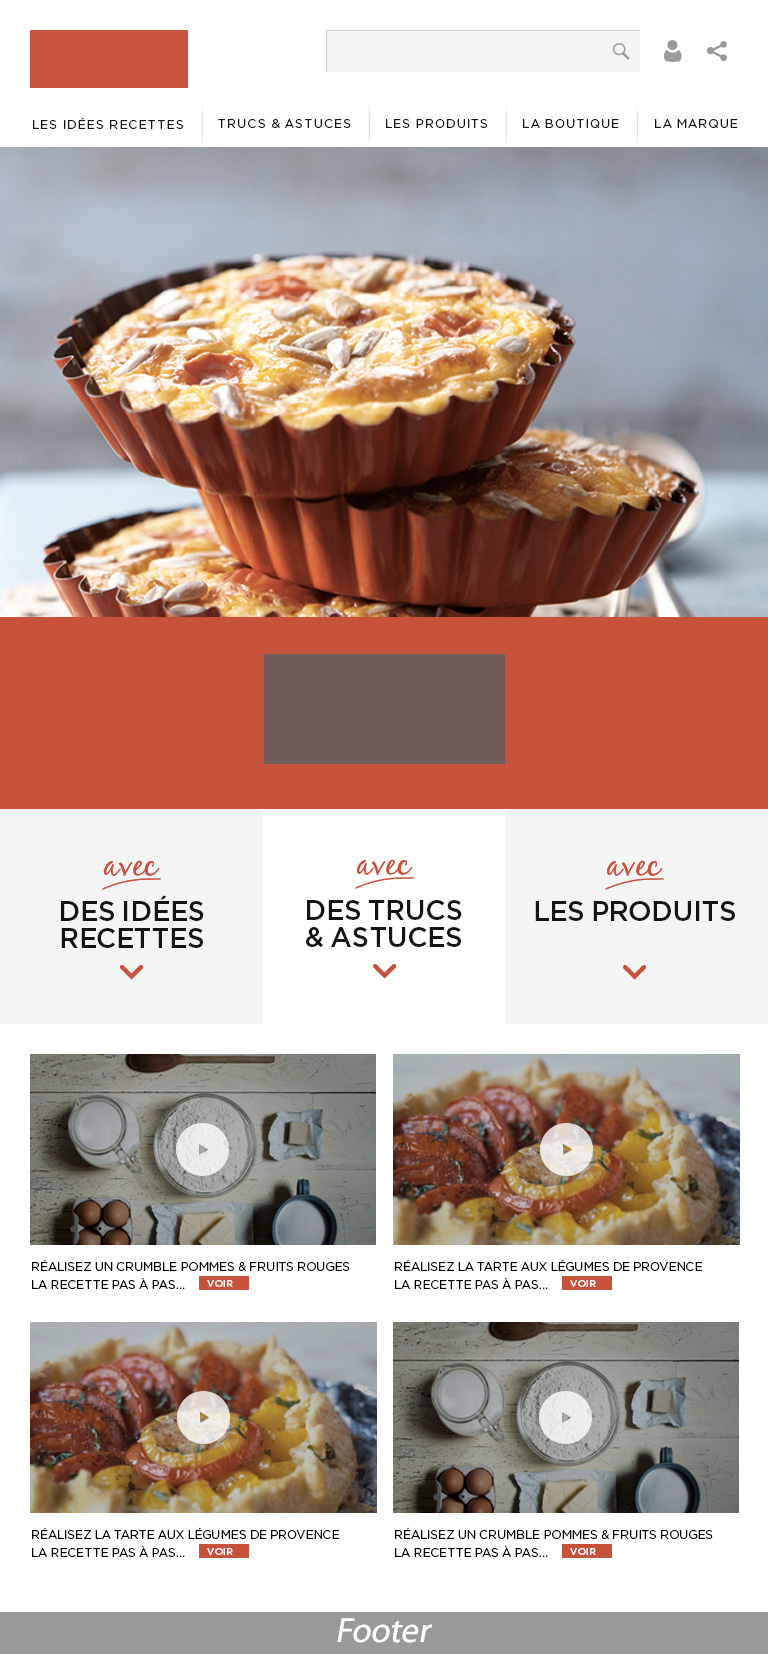 LES IDÉES RECETTES
TRUCS & ASTUCES
LES PRODUITS
LA BOUTIQUE
LA MARQUE
avec
DES IDÉES
RECETTES
avec
DES TRUCS
& ASTUCES
avec
LES PRODUITS
RÉALISEZ UN CRUMBLE POMMES & FRUITS ROUGES
LA RECETTE PAS À PAS... VOIR
RÉALISEZ LA TARTE AUX LÉGUMES DE PROVENCE
LA RECETTE PAS À PAS... VOIR
RÉALISEZ LA TARTE AUX LÉGUMES DE PROVENCE
LA RECETTE PAS À PAS... VOIR
RÉALISEZ UN CRUMBLE POMMES & FRUITS ROUGES
LA RECETTE PAS À PAS... VOIR
Footer